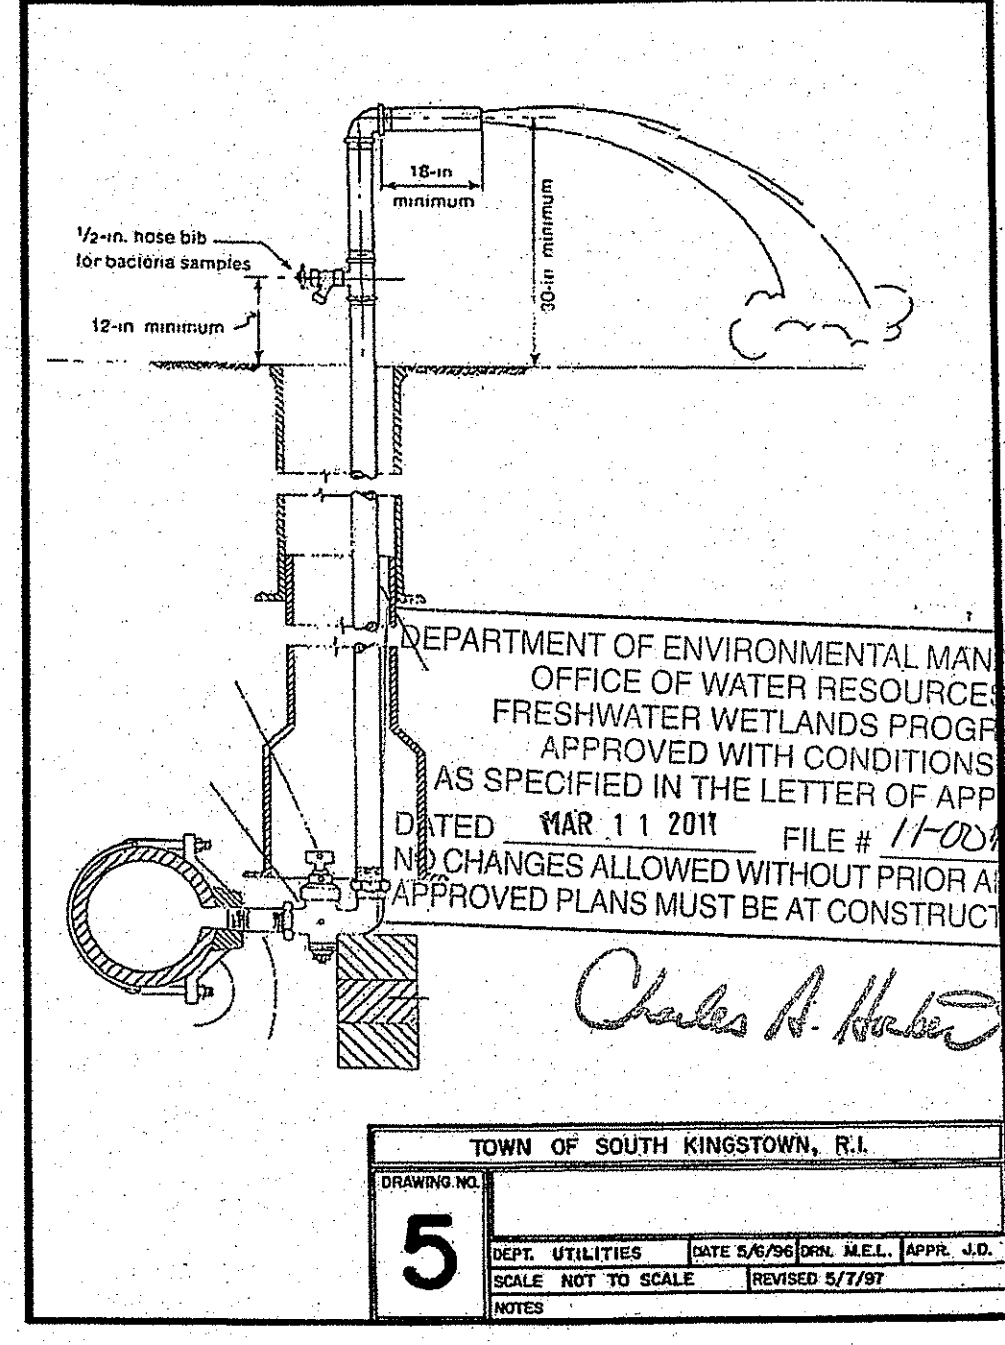 18-in
minimum
1/2-in. hose bib
for bacteria samples
12-in minimum
30-in minimum
DEPARTMENT OF ENVIRONMENTAL MAN
OFFICE OF WATER RESOURCES
FRESHWATER WETLANDS PROGR
APPROVED WITH CONDITIONS
AS SPECIFIED IN THE LETTER OF APP
DATED MAR 11 2011 FILE # 11-00
NO CHANGES ALLOWED WITHOUT PRIOR A
APPROVED PLANS MUST BE AT CONSTRUCT
Charles A. Horbert
TOWN OF SOUTH KINGSTOWN, R.I.
DRAWING NO.
5
DEPT. UTILITIES DATE 5/6/96 DRN. M.E.L. APPR. J.D.
SCALE NOT TO SCALE REVISED 5/7/97
NOTES